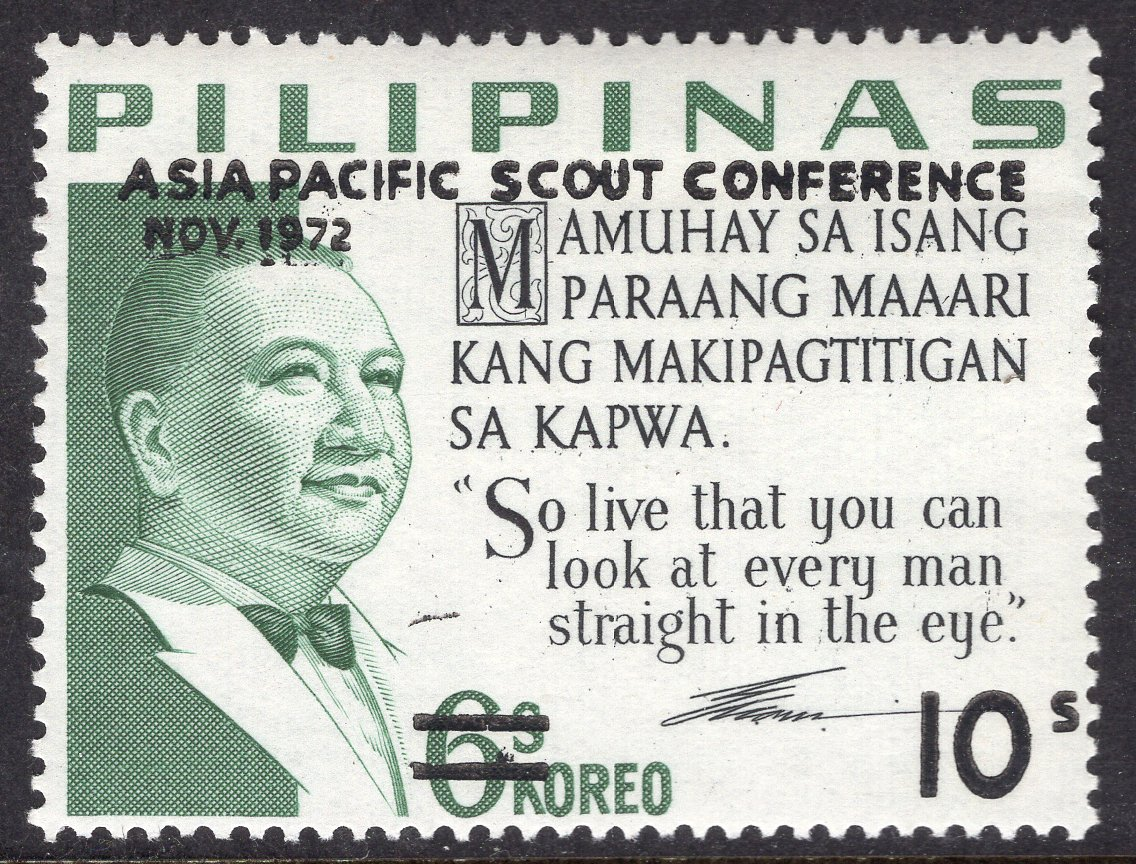 PILIPINAS
ASIA PACIFIC SCOUT CONFERENCE
NOV. 1972
MAMUHAY SA ISANG
PARAANG MAAARI
KANG MAKIPAGTITIGAN
SA KAPWA.
“So live that you can
look at every man
straight in the eye.”
6s
KOREO
10s